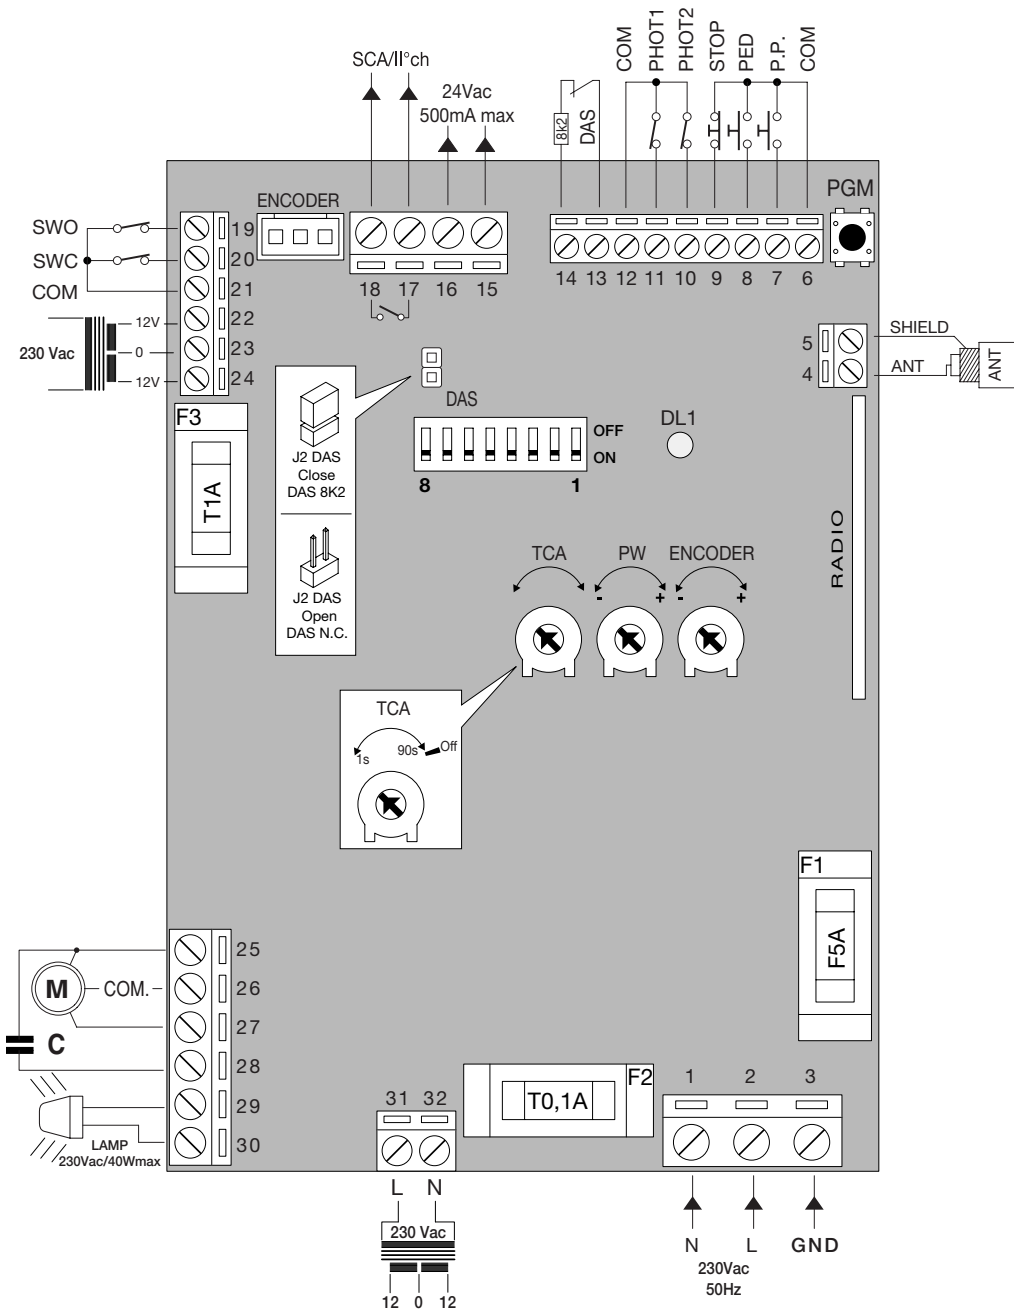 SCA/II°ch
24Vac
500mA max
8k2
DAS
COM
PHOT1
PHOT2
STOP
PED
P.P.
COM
PGM
ENCODER
SWO
SWC
COM
19
20
21
22
23
24
230 Vac
12V
0
12V
18 17 16 15
14 13 12 11 10 9 8 7 6
5
4
SHIELD
ANT
ANT
F3
T1A
J2 DAS
Close
DAS 8K2
J2 DAS
Open
DAS N.C.
DAS
OFF
ON
8 1
DL1
RADIO
TCA
PW
- +
ENCODER
- +
TCA
1s
90s
Off
F1
F5A
25
26
27
28
29
30
M
COM.
C
LAMP
230Vac/40Wmax
F2
T0,1A
31 32
L N
230 Vac
12 0 12
1 2 3
N L GND
230Vac
50Hz